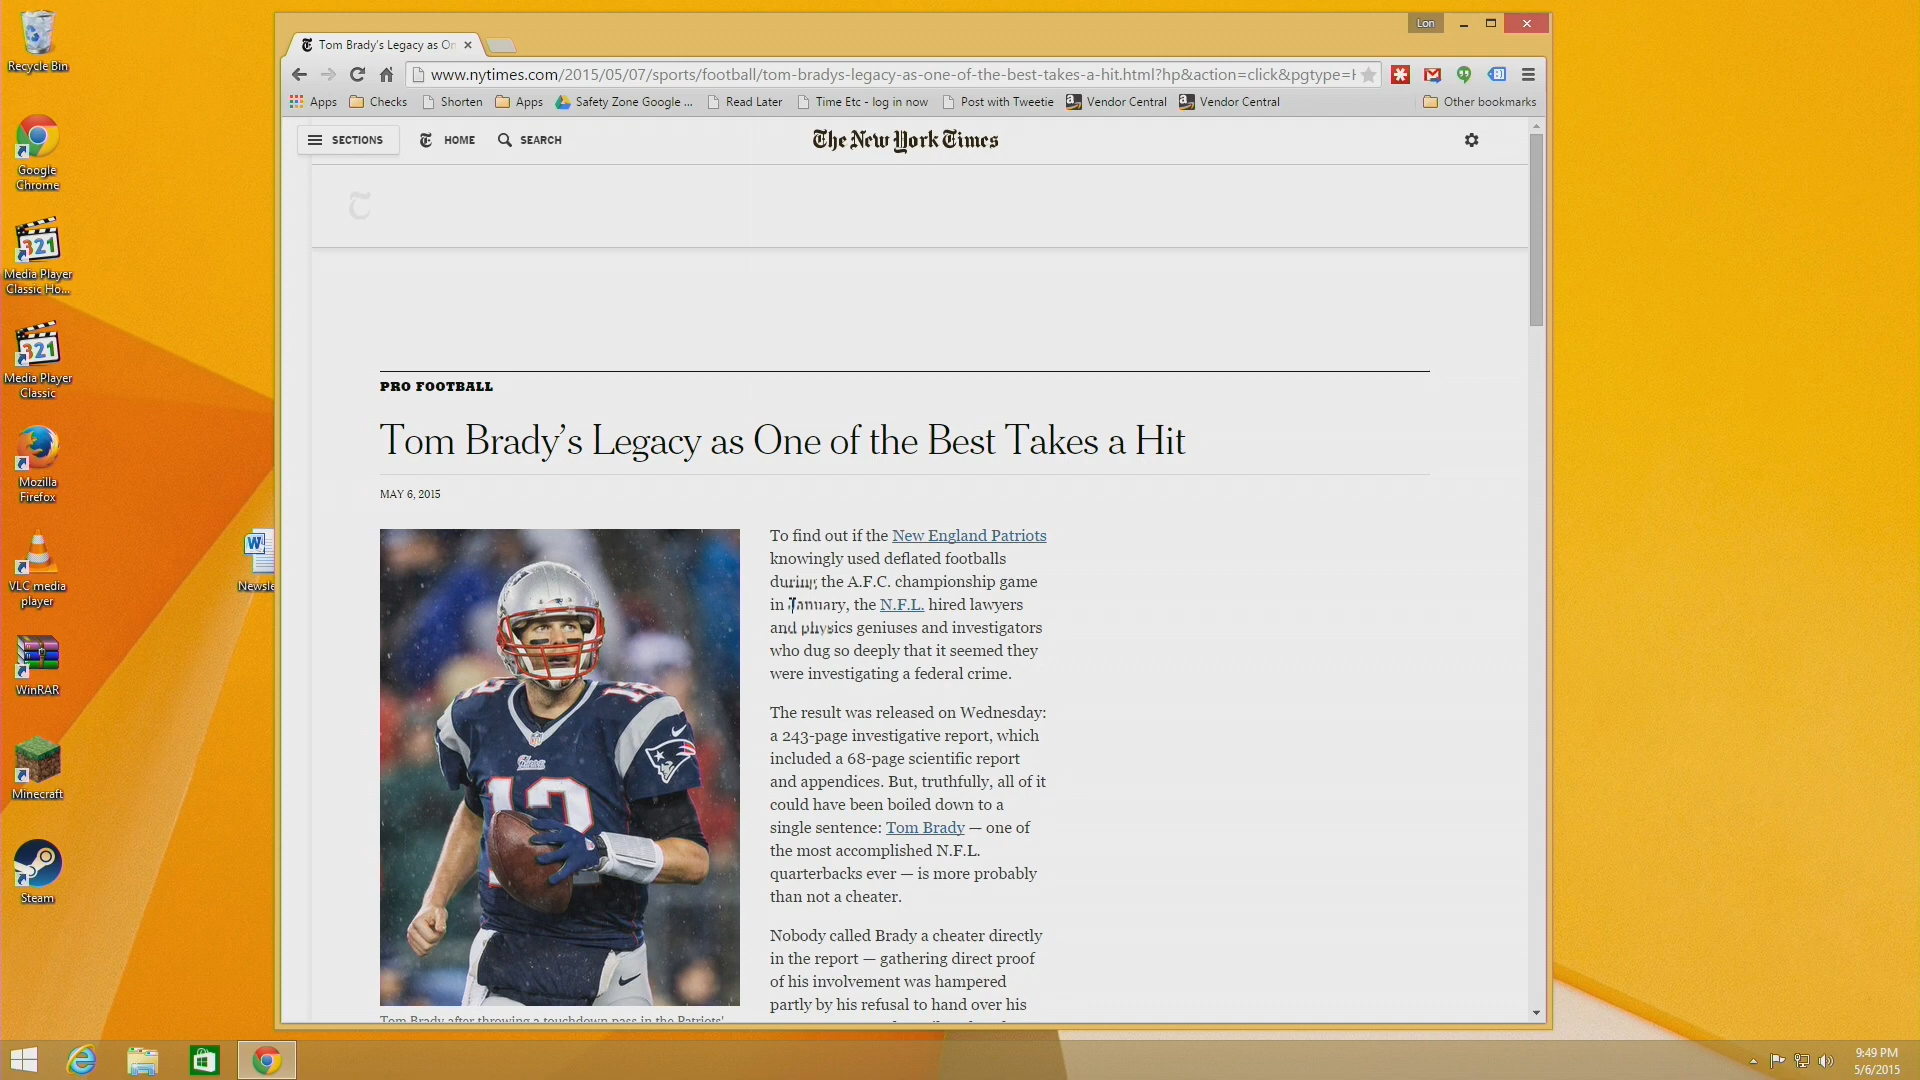 Lon
Tom Brady's Legacy as On
www.nytimes.com/2015/05/07/sports/football/tom-bradys-legacy-as-one-of-the-best-takes-a-hit.html?hp&action=click&pgtype=H
Apps
Checks
Shorten
Apps
Safety Zone Google ...
Read Later
Time Etc - log in now
Post with Tweetie
Vendor Central
Vendor Central
Other bookmarks
SECTIONS
HOME
SEARCH
The New York Times
PRO FOOTBALL
Tom Brady's Legacy as One of the Best Takes a Hit
MAY 6, 2015
To find out if the New England Patriots
knowingly used deflated footballs
during the A.F.C. championship game
in January, the N.F.L. hired lawyers
and physics geniuses and investigators
who dug so deeply that it seemed they
were investigating a federal crime.
The result was released on Wednesday:
a 243-page investigative report, which
included a 68-page scientific report
and appendices. But, truthfully, all of it
could have been boiled down to a
single sentence: Tom Brady — one of
the most accomplished N.F.L.
quarterbacks ever — is more probably
than not a cheater.
Nobody called Brady a cheater directly
in the report — gathering direct proof
of his involvement was hampered
partly by his refusal to hand over his
Tom Brady after throwing a touchdown pass in the Patriots'
12
Recycle Bin
Google
Chrome
321
Media Player
Classic Ho...
321
Media Player
Classic
Mozilla
Firefox
VLC media
player
WinRAR
Minecraft
Steam
Newsle
9:49 PM
5/6/2015